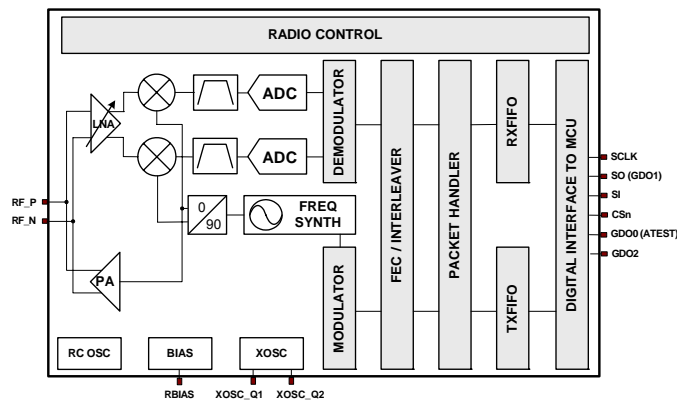 RADIO CONTROL
LNA
ADC
ADC
DEMODULATOR
FEC / INTERLEAVER
PACKET HANDLER
RXFIFO
DIGITAL INTERFACE TO MCU
SCLK
SO (GDO1)
SI
CSn
GDO0 (ATEST)
GDO2
RF_P
RF_N
0
90
FREQ
SYNTH
PA
MODULATOR
TXFIFO
RC OSC
BIAS
XOSC
RBIAS
XOSC_Q1
XOSC_Q2